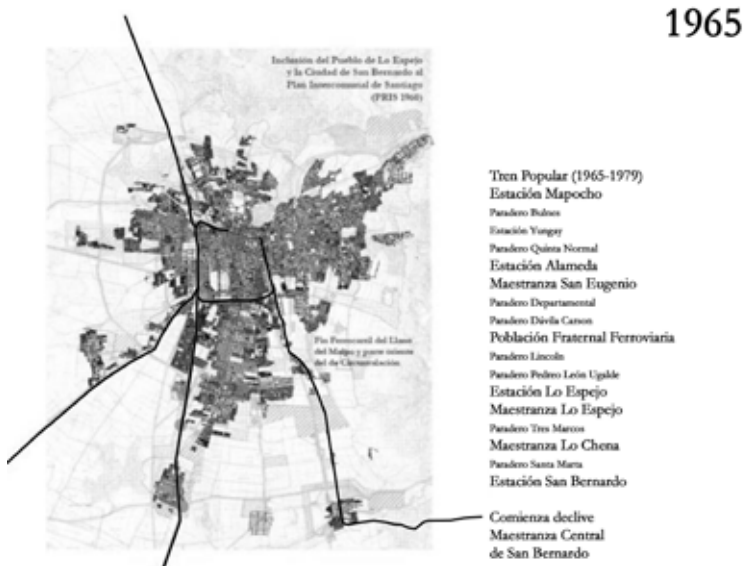 1965
Inclusión del Pueblo de Lo Espejo
y la Ciudad de San Bernardo al
Plan Intercomunal de Santiago
(PRIS 1960)
Fin Ferrocarril del Llano
del Maipo y parte oriente
del de Circunvalación
Tren Popular (1965-1979)
Estación Mapocho
Paradero Bulnes
Estación Yungay
Paradero Quinta Normal
Estación Alameda
Maestranza San Eugenio
Paradero Departamental
Paradero Dávila Carson
Población Fraternal Ferroviaria
Paradero Lincoln
Paradero Pedreo León Ugalde
Estación Lo Espejo
Maestranza Lo Espejo
Paradero Tres Marcos
Maestranza Lo Chena
Paradero Santa Marta
Estación San Bernardo
Comienza declive
Maestranza Central
de San Bernardo